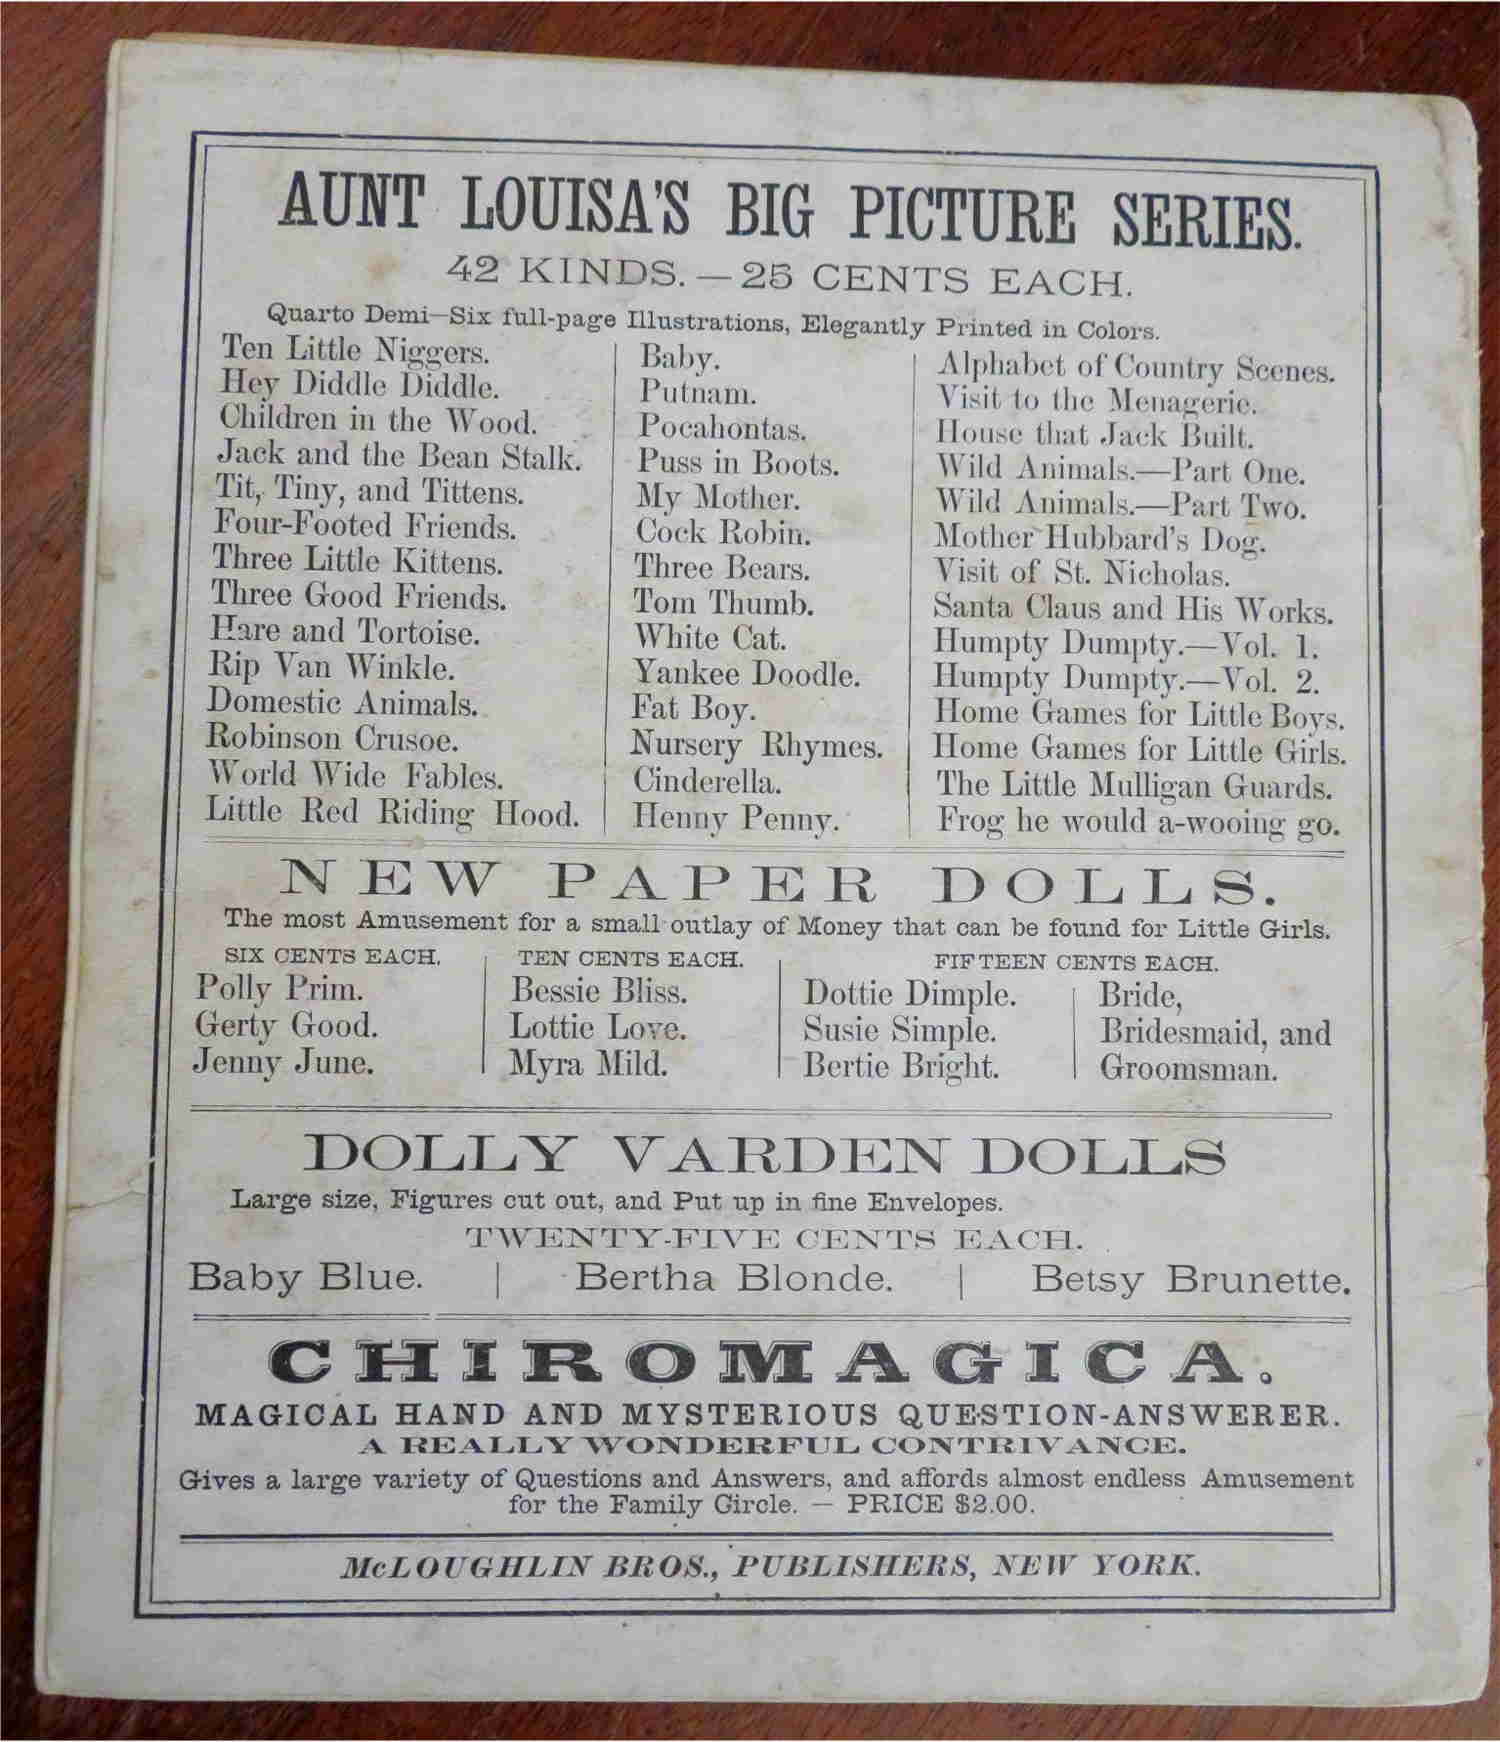 AUNT LOUISA'S BIG PICTURE SERIES.
42 KINDS.—25 CENTS EACH.
Quarto Demi—Six full-page Illustrations, Elegantly Printed in Colors.
Ten Little Niggers.
Hey Diddle Diddle.
Children in the Wood.
Jack and the Bean Stalk.
Tit, Tiny, and Tittens.
Four-Footed Friends.
Three Little Kittens.
Three Good Friends.
Hare and Tortoise.
Rip Van Winkle.
Domestic Animals.
Robinson Crusoe.
World Wide Fables.
Little Red Riding Hood.
Baby.
Putnam.
Pocahontas.
Puss in Boots.
My Mother.
Cock Robin.
Three Bears.
Tom Thumb.
White Cat.
Yankee Doodle.
Fat Boy.
Nursery Rhymes.
Cinderella.
Henny Penny.
Alphabet of Country Scenes.
Visit to the Menagerie.
House that Jack Built.
Wild Animals.—Part One.
Wild Animals.—Part Two.
Mother Hubbard's Dog.
Visit of St. Nicholas.
Santa Claus and His Works.
Humpty Dumpty.—Vol. 1.
Humpty Dumpty.—Vol. 2.
Home Games for Little Boys.
Home Games for Little Girls.
The Little Mulligan Guards.
Frog he would a-wooing go.
NEW PAPER DOLLS.
The most Amusement for a small outlay of Money that can be found for Little Girls.
SIX CENTS EACH.
Polly Prim.
Gerty Good.
Jenny June.
TEN CENTS EACH.
Bessie Bliss.
Lottie Love.
Myra Mild.
FIFTEEN CENTS EACH.
Dottie Dimple.
Susie Simple.
Bertie Bright.
Bride,
Bridesmaid, and
Groomsman.
DOLLY VARDEN DOLLS
Large size, Figures cut out, and Put up in fine Envelopes.
TWENTY-FIVE CENTS EACH.
Baby Blue. | Bertha Blonde. | Betsy Brunette.
CHIROMAGICA.
MAGICAL HAND AND MYSTERIOUS QUESTION-ANSWERER.
A REALLY WONDERFUL CONTRIVANCE.
Gives a large variety of Questions and Answers, and affords almost endless Amusement
for the Family Circle. — PRICE $2.00.
McLOUGHLIN BROS., PUBLISHERS, NEW YORK.